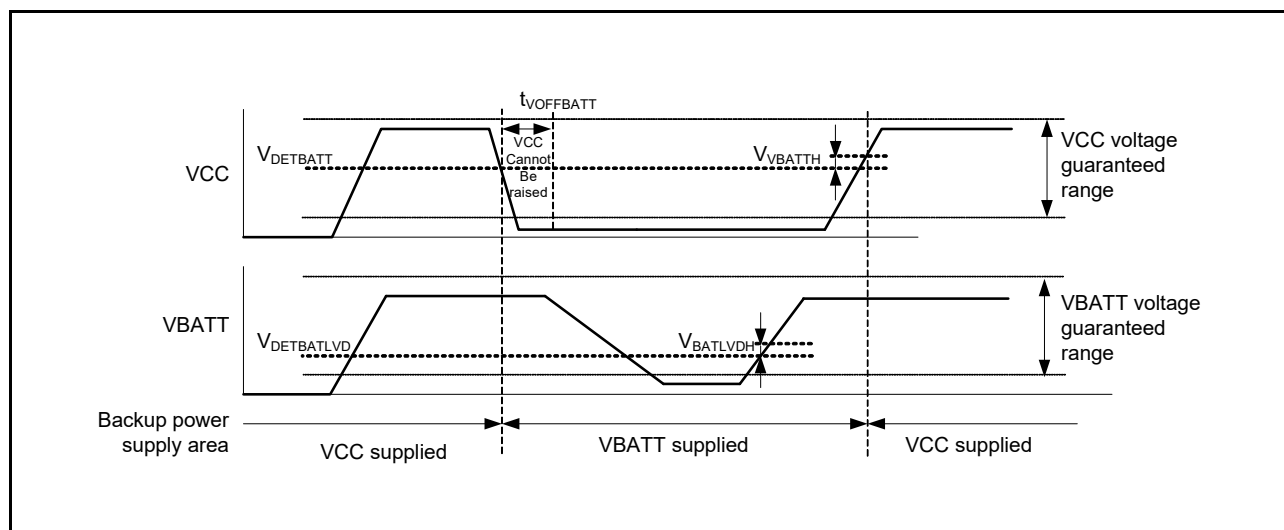 tVOFFBATT
VDETBATT
VCC
Cannot
Be
raised
VVBATTH
VCC
VCC voltage
guaranteed
range
VBATT
VDETBATLVD
VBATLVDH
VBATT voltage
guaranteed
range
Backup power
supply area
VCC supplied
VBATT supplied
VCC supplied